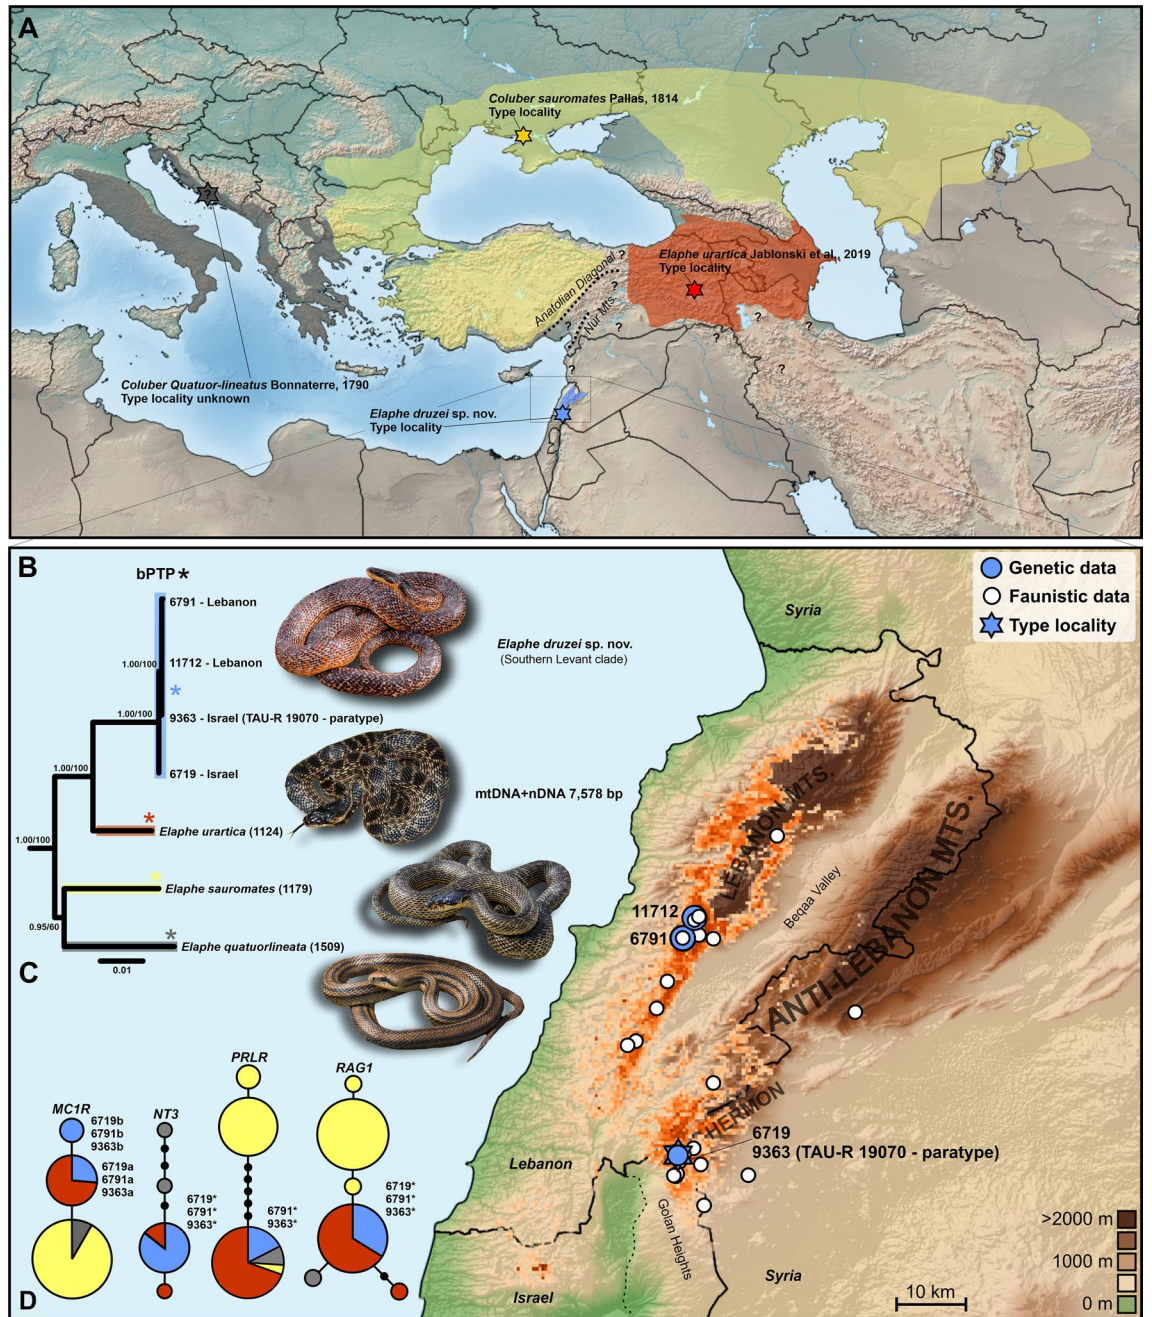 A
Coluber sauromates Pallas, 1814
Type locality
?
Elaphe urartica Jablonski et al., 2019
Type locality
Anatolian Diagonal
?
?
?
Nur Mts.
?
?
?
?
?
?
Coluber Quatuor-lineatus Bonnaterre, 1790
Type locality unknown
Elaphe druzei sp. nov.
Type locality
B
bPTP *
6791 - Lebanon
1.00/100
11712 - Lebanon
*
1.00/100
9363 - Israel (TAU-R 19070 - paratype)
6719 - Israel
1.00/100
*
Elaphe urartica (1124)
1.00/100
*
Elaphe sauromates (1179)
0.95/60
*
Elaphe quatuorlineata (1509)
0.01
Elaphe druzei sp. nov.
(Southern Levant clade)
mtDNA+nDNA 7,578 bp
C
MC1R
6719b
6791b
9363b
6719a
6791a
9363a
NT3
6719*
6791*
9363*
PRLR
6791*
9363*
RAG1
6719*
6791*
9363*
D
Genetic data
Faunistic data
Type locality
Syria
LEBANON MTS.
Beqaa Valley
ANTI-LEBANON MTS.
11712
6791
HERMON
6719
9363 (TAU-R 19070 - paratype)
Lebanon
Golan Heights
Israel
Syria
>2000 m
1000 m
0 m
10 km